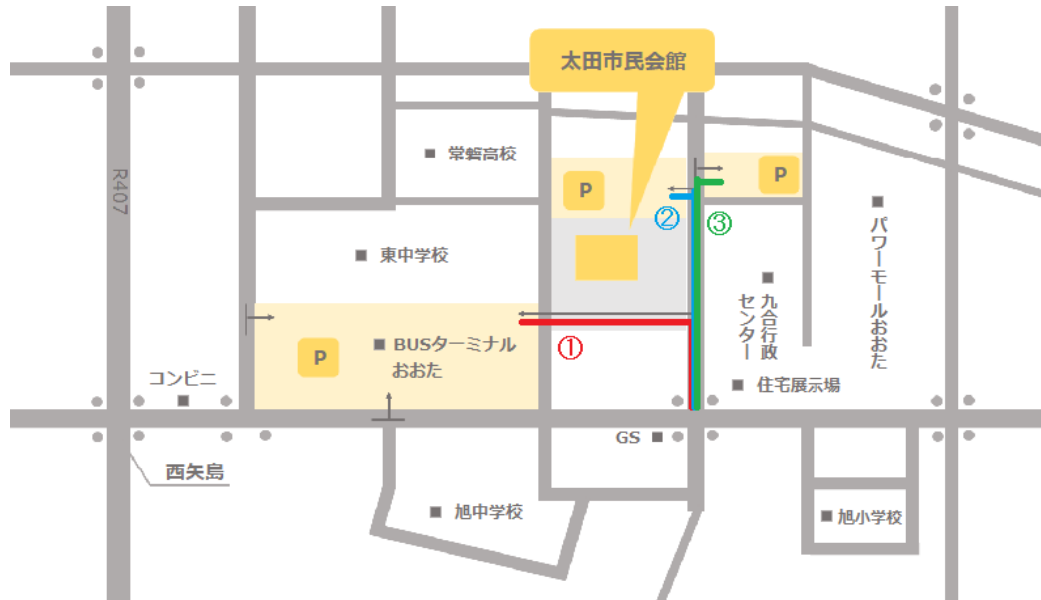 太田市民会館
常磐高校
P
P
R407
②
③
東中学校
パワーモールおおた
九合行政
センター
①
BUSターミナル
おおた
P
コンビニ
住宅展示場
GS
西矢島
旭中学校
旭小学校